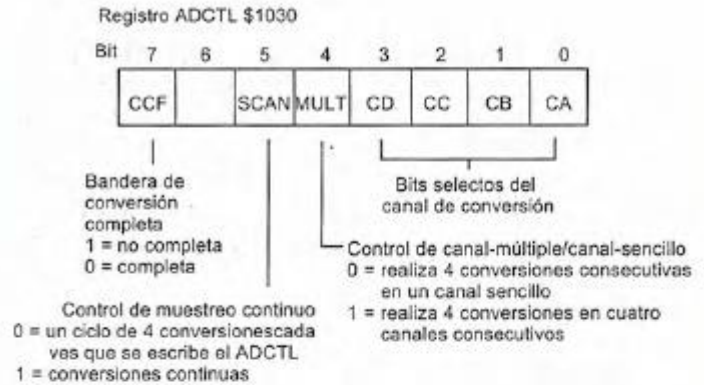 Registro ADCTL $1030
Bit 7 6 5 4 3 2 1 0
CCF SCAN MULT CD CC CB CA
Bandera de
conversión
completa
1 = no completa
0 = completa
Bits selectos del
canal de conversión
Control de canal-múltiple/canal-sencillo
0 = realiza 4 conversiones consecutivas
en un canal sencillo
1 = realiza 4 conversiones en cuatro
canales consecutivos
Control de muestreo continuo
0 = un ciclo de 4 conversionescada
ves que se escribe el ADCTL
1 = conversiones continuas